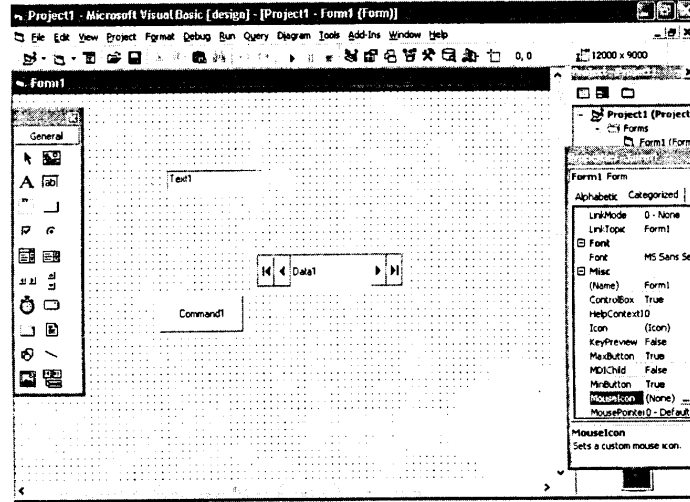 Project1 - Microsoft Visual Basic [design] - [Project1 - Form1 (Form)]
File Edit View Project Format Debug Run Query Diagram Tools Add-Ins Window Help
0,0 12000 x 9000
Form1
General
Text1
Data1
Command1
Project1 (Project
Forms
Form1 (Form
Form1 Form
Alphabetic Categorized
LinkMode 0 - None
LinkTopic Form1
Font
Font MS Sans Se
Misc
(Name) Form1
ControlBox True
HelpContextI 0
Icon (Icon)
KeyPreview False
MaxButton True
MDIChild False
MinButton True
MouseIcon (None) ...
MousePointer 0 - Default
MouseIcon
Sets a custom mouse icon.